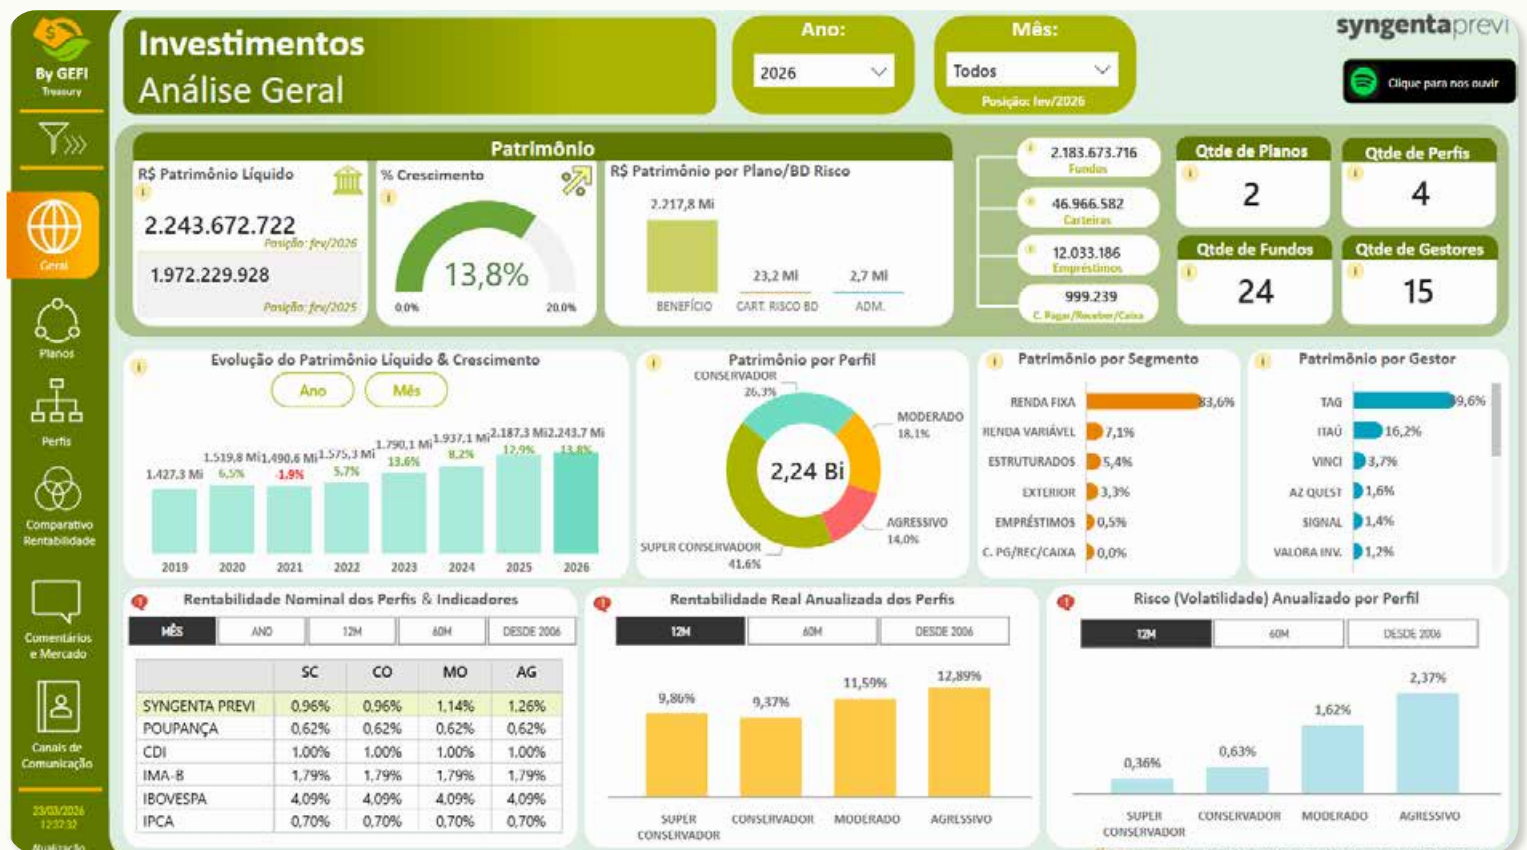 By GEFI
Treasury
Geral
Planos
Perfis
Comparativo
Rentabilidade
Comentários
e Mercado
Canais de
Comunicação
23/03/2026
12:37:32
Atualização
Investimentos
Análise Geral
Ano:
2026
Mês:
Todos
Posição: fev/2026
syngentaprevi
Clique para nos ouvir
Patrimônio
R$ Patrimônio Líquido
2.243.672.722
Posição: fev/2026
1.972.229.928
Posição: fev/2025
% Crescimento
13,8%
0,0%
20,0%
R$ Patrimônio por Plano/BD Risco
2.217,8 Mi
23,2 Mi
2,7 Mi
BENEFÍCIO
CART. RISCO BD
ADM.
2.183.673.716
Fundos
46.966.582
Carteiras
12.033.186
Empréstimos
999.239
C. Pagar/Receber/Caixa
Qtde de Planos
2
Qtde de Perfis
4
Qtde de Fundos
24
Qtde de Gestores
15
Evolução do Patrimônio Líquido & Crescimento
Ano
Mês
1.427,3 Mi
1.519,8 Mi
6,5%
1.490,6 Mi
-1,9%
1.575,3 Mi
5,7%
1.790,1 Mi
13,6%
1.937,1 Mi
8,2%
2.187,3 Mi
12,9%
2.243,7 Mi
13,8%
2019
2020
2021
2022
2023
2024
2025
2026
Patrimônio por Perfil
CONSERVADOR
26,3%
MODERADO
18,1%
2,24 Bi
AGRESSIVO
14,0%
SUPER CONSERVADOR
41,6%
Patrimônio por Segmento
RENDA FIXA 83,6%
RENDA VARIÁVEL 7,1%
ESTRUTURADOS 5,4%
EXTERIOR 3,3%
EMPRÉSTIMOS 0,5%
C. PG/REC/CAIXA 0,0%
Patrimônio por Gestor
TAG 9,6%
ITAÚ 16,2%
VINCI 3,7%
AZ QUEST 1,6%
SIGNAL 1,4%
VALORA INV. 1,2%
Rentabilidade Nominal dos Perfis & Indicadores
MÊS ANO 12M 60M DESDE 2006
SC CO MO AG
SYNGENTA PREVI 0,96% 0,96% 1,14% 1,26%
POUPANÇA 0,62% 0,62% 0,62% 0,62%
CDI 1,00% 1,00% 1,00% 1,00%
IMA-B 1,79% 1,79% 1,79% 1,79%
IBOVESPA 4,09% 4,09% 4,09% 4,09%
IPCA 0,70% 0,70% 0,70% 0,70%
Rentabilidade Real Anualizada dos Perfis
12M 60M DESDE 2006
9,86%
9,37%
11,59%
12,89%
SUPER
CONSERVADOR
CONSERVADOR
MODERADO
AGRESSIVO
Risco (Volatilidade) Anualizado por Perfil
12M 60M DESDE 2006
0,36%
0,63%
1,62%
2,37%
SUPER
CONSERVADOR
CONSERVADOR
MODERADO
AGRESSIVO